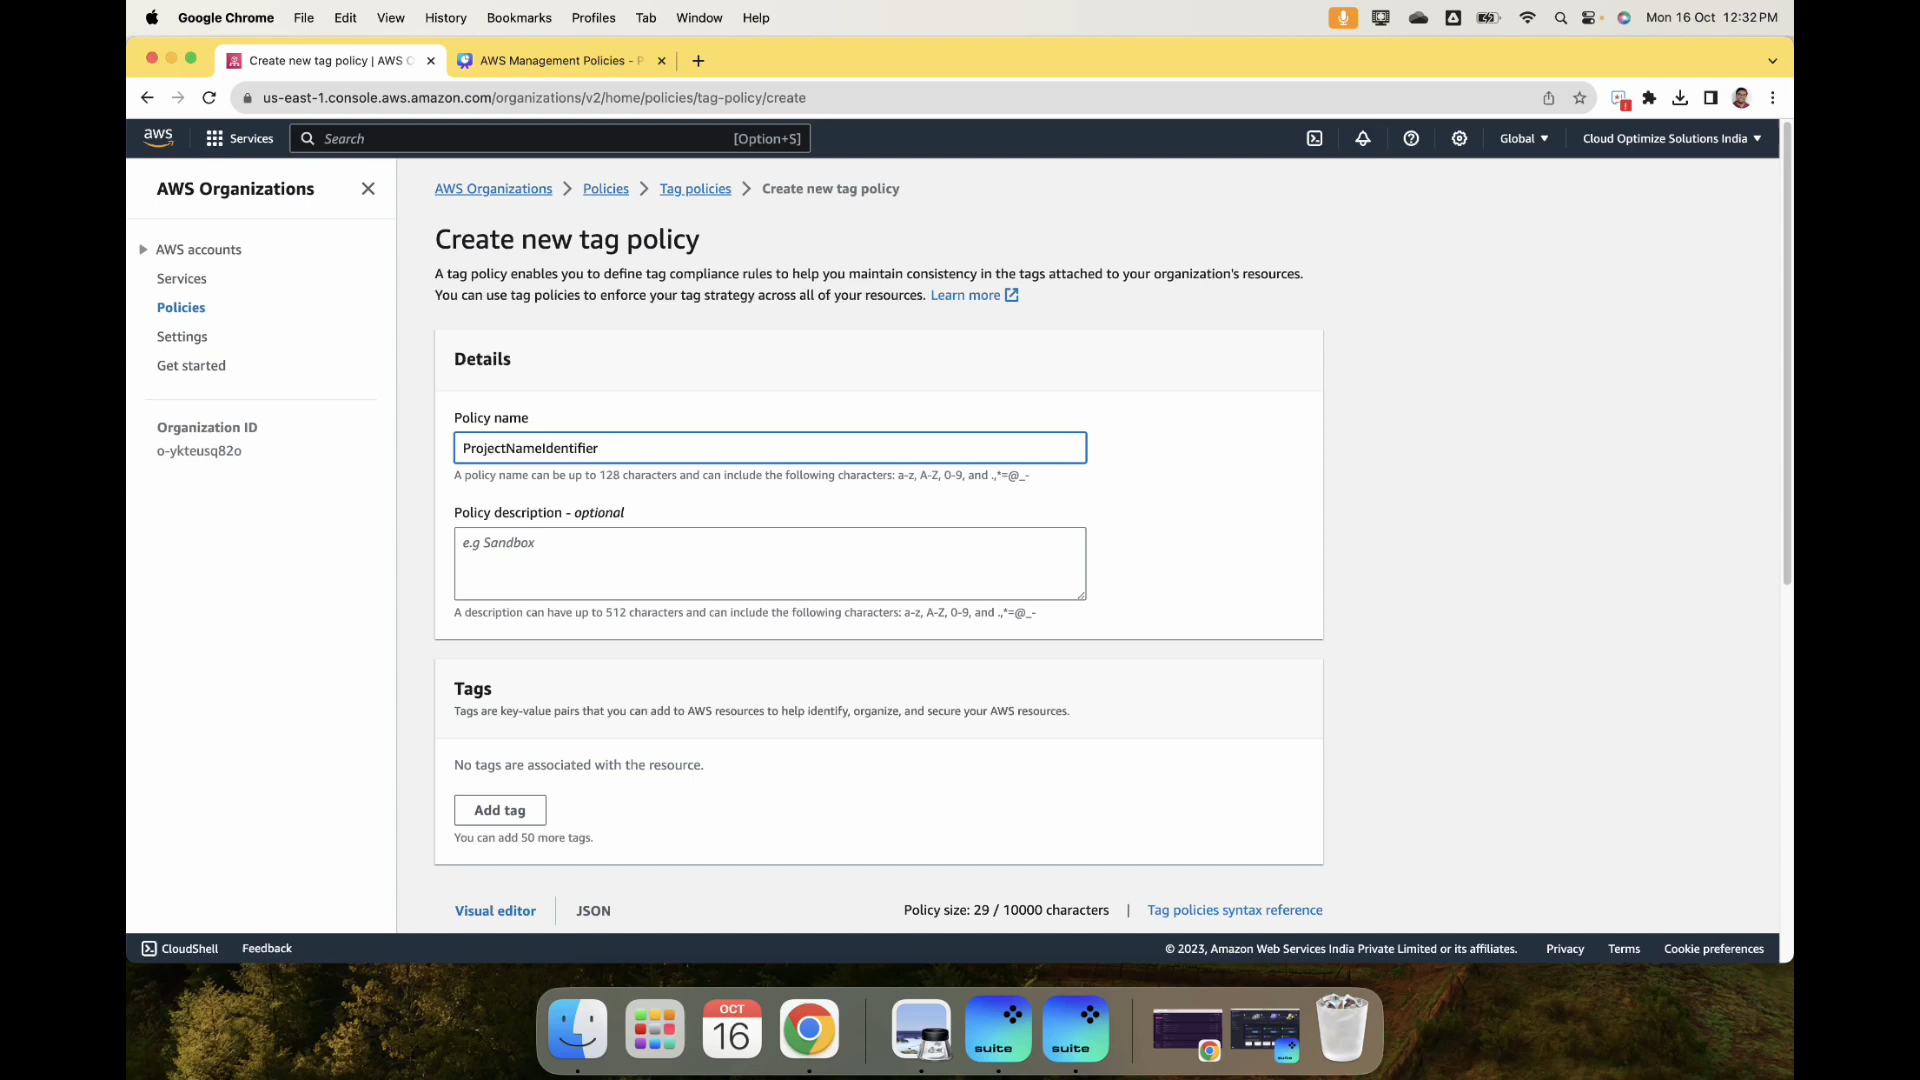 Google Chrome File Edit View History Bookmarks Profiles Tab Window Help Mon 16 Oct 12:32 PM
Create new tag policy | AWS O AWS Management Policies - P
us-east-1.console.aws.amazon.com/organizations/v2/home/policies/tag-policy/create
aws Services Search [Option+S] Global Cloud Optimize Solutions India
AWS Organizations
AWS accounts
Services
Policies
Settings
Get started
Organization ID
o-ykteusq82o
AWS Organizations Policies Tag policies Create new tag policy
Create new tag policy
A tag policy enables you to define tag compliance rules to help you maintain consistency in the tags attached to your organization's resources.
You can use tag policies to enforce your tag strategy across all of your resources. Learn more
Details
Policy name
ProjectNameIdentifier
A policy name can be up to 128 characters and can include the following characters: a-z, A-Z, 0-9, and .,*=@_-
Policy description - optional
e.g Sandbox
A description can have up to 512 characters and can include the following characters: a-z, A-Z, 0-9, and .,*=@_-
Tags
Tags are key-value pairs that you can add to AWS resources to help identify, organize, and secure your AWS resources.
No tags are associated with the resource.
Add tag
You can add 50 more tags.
Visual editor JSON Policy size: 29 / 10000 characters | Tag policies syntax reference
CloudShell Feedback © 2023, Amazon Web Services India Private Limited or its affiliates. Privacy Terms Cookie preferences
OCT
16
suite suite